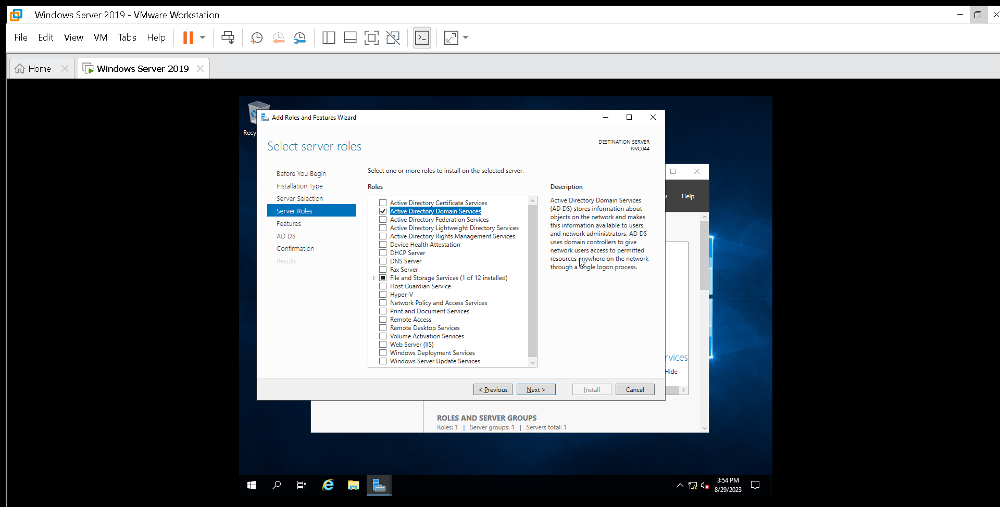 Windows Server 2019 - VMware Workstation
File Edit View VM Tabs Help
Home
Windows Server 2019
Recy
Add Roles and Features Wizard
Select server roles
DESTINATION SERVER
NVC044
Before You Begin
Installation Type
Server Selection
Server Roles
Features
AD DS
Confirmation
Results
Select one or more roles to install on the selected server.
Roles
Active Directory Certificate Services
Active Directory Domain Services
Active Directory Federation Services
Active Directory Lightweight Directory Services
Active Directory Rights Management Services
Device Health Attestation
DHCP Server
DNS Server
Fax Server
File and Storage Services (1 of 12 installed)
Host Guardian Service
Hyper-V
Network Policy and Access Services
Print and Document Services
Remote Access
Remote Desktop Services
Volume Activation Services
Web Server (IIS)
Windows Deployment Services
Windows Server Update Services
Description
Active Directory Domain Services
(AD DS) stores information about
objects on the network and makes
this information available to users
and network administrators. AD DS
uses domain controllers to give
network users access to permitted
resources anywhere on the network
through a single logon process.
< Previous
Next >
Install
Cancel
Help
rvices
Hide
ROLES AND SERVER GROUPS
Roles: 1 | Server groups: 1 | Servers total: 1
3:54 PM
8/29/2023